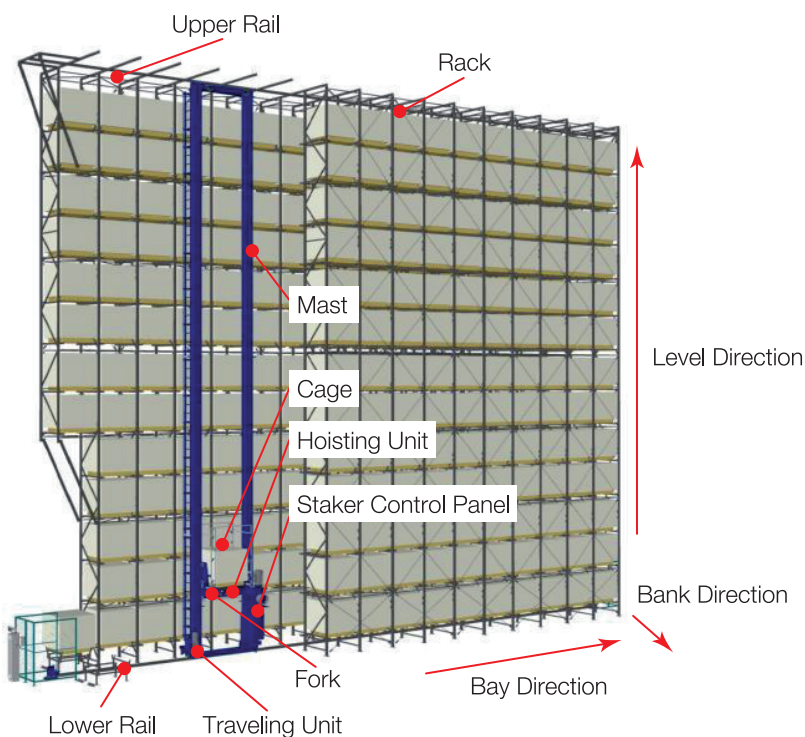 Upper Rail
Rack
Mast
Level Direction
Cage
Hoisting Unit
Staker Control Panel
Bank Direction
Fork
Bay Direction
Lower Rail
Traveling Unit